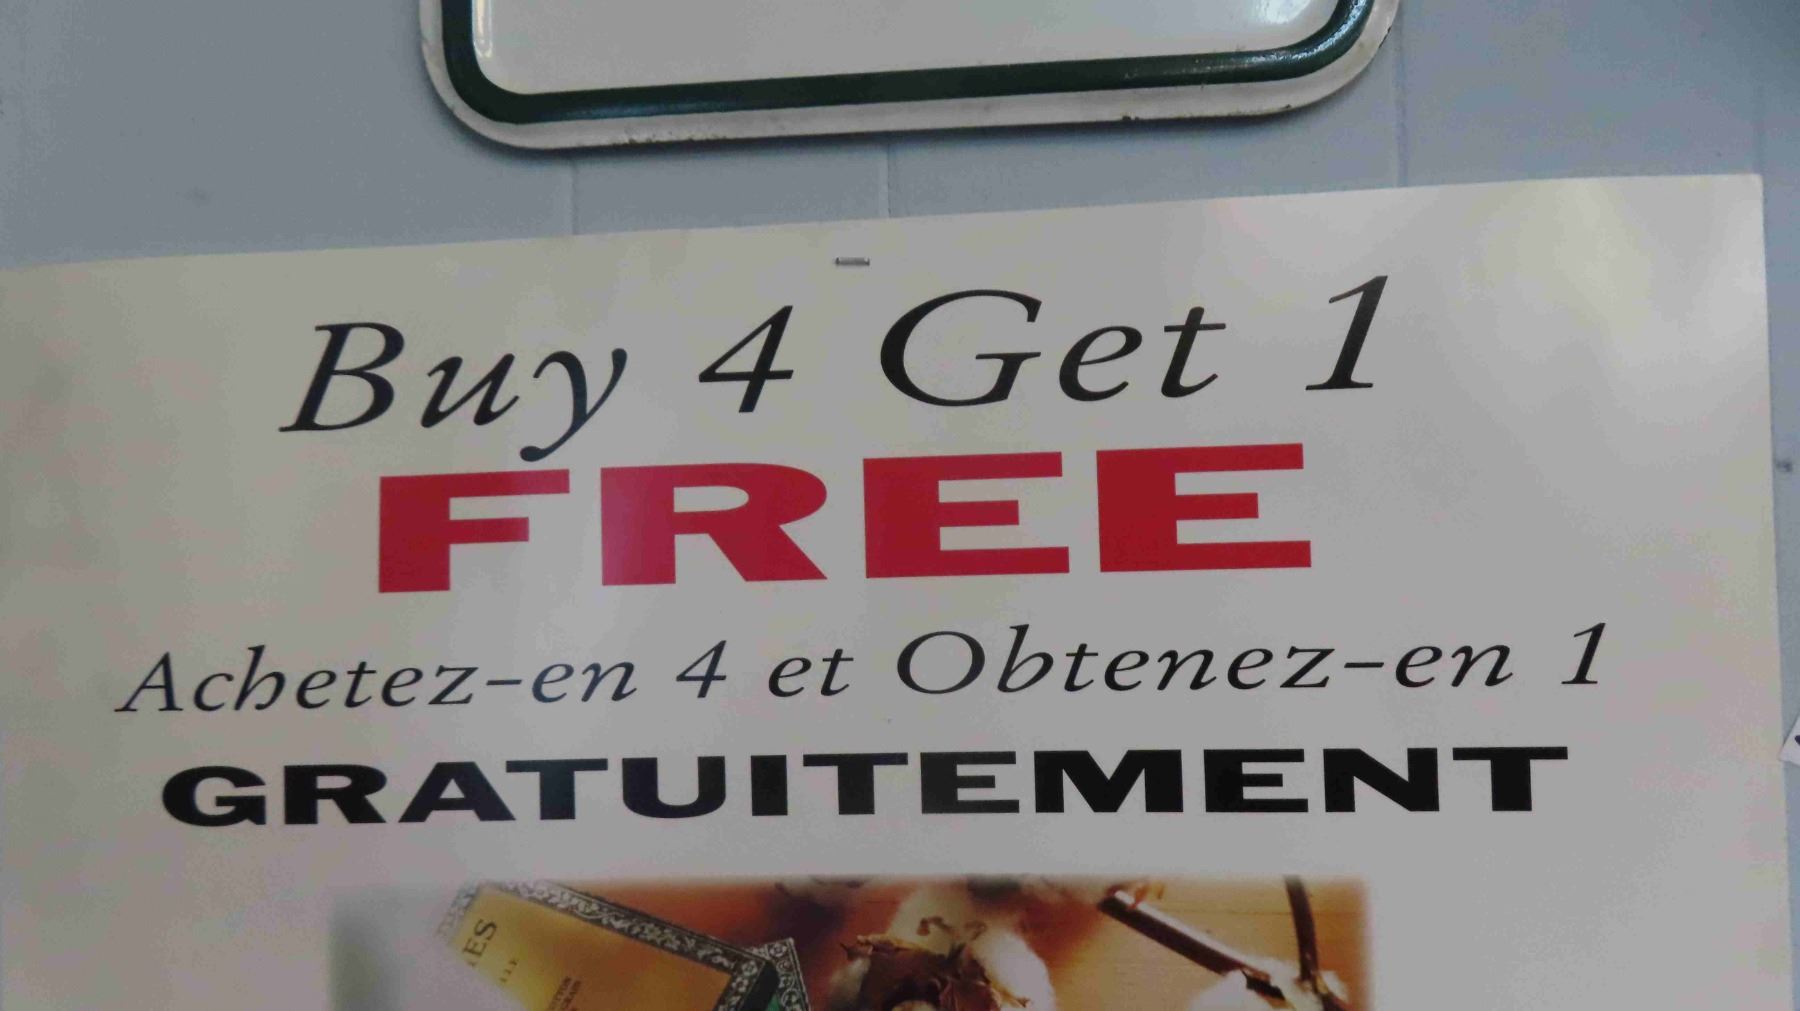 Buy 4 Get 1
FREE
Achetez-en 4 et Obtenez-en 1
GRATUITEMENT